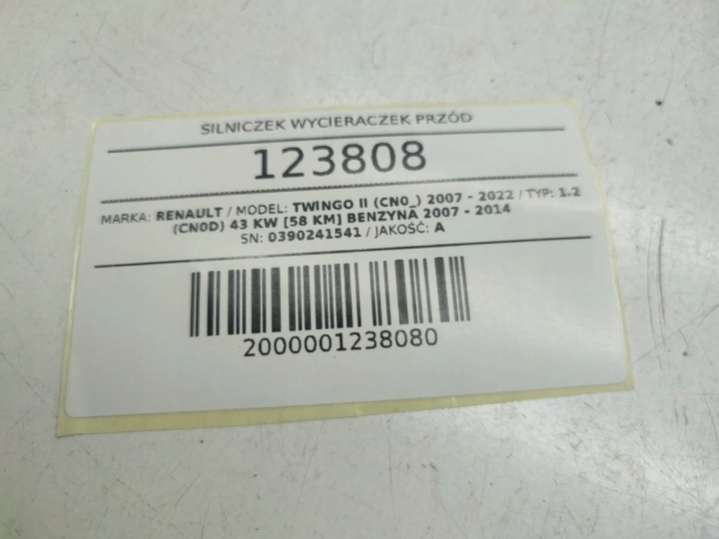 SILNICZEK WYCIERACZEK PRZÓD
123808
MARKA: RENAULT / MODEL: TWINGO II (CN0_) 2007 - 2022 / TYP: 1.2
(CN0D) 43 KW [58 KM] BENZYNA 2007 - 2014
SN: 0390241541 / JAKOŚĆ: A
2000001238080